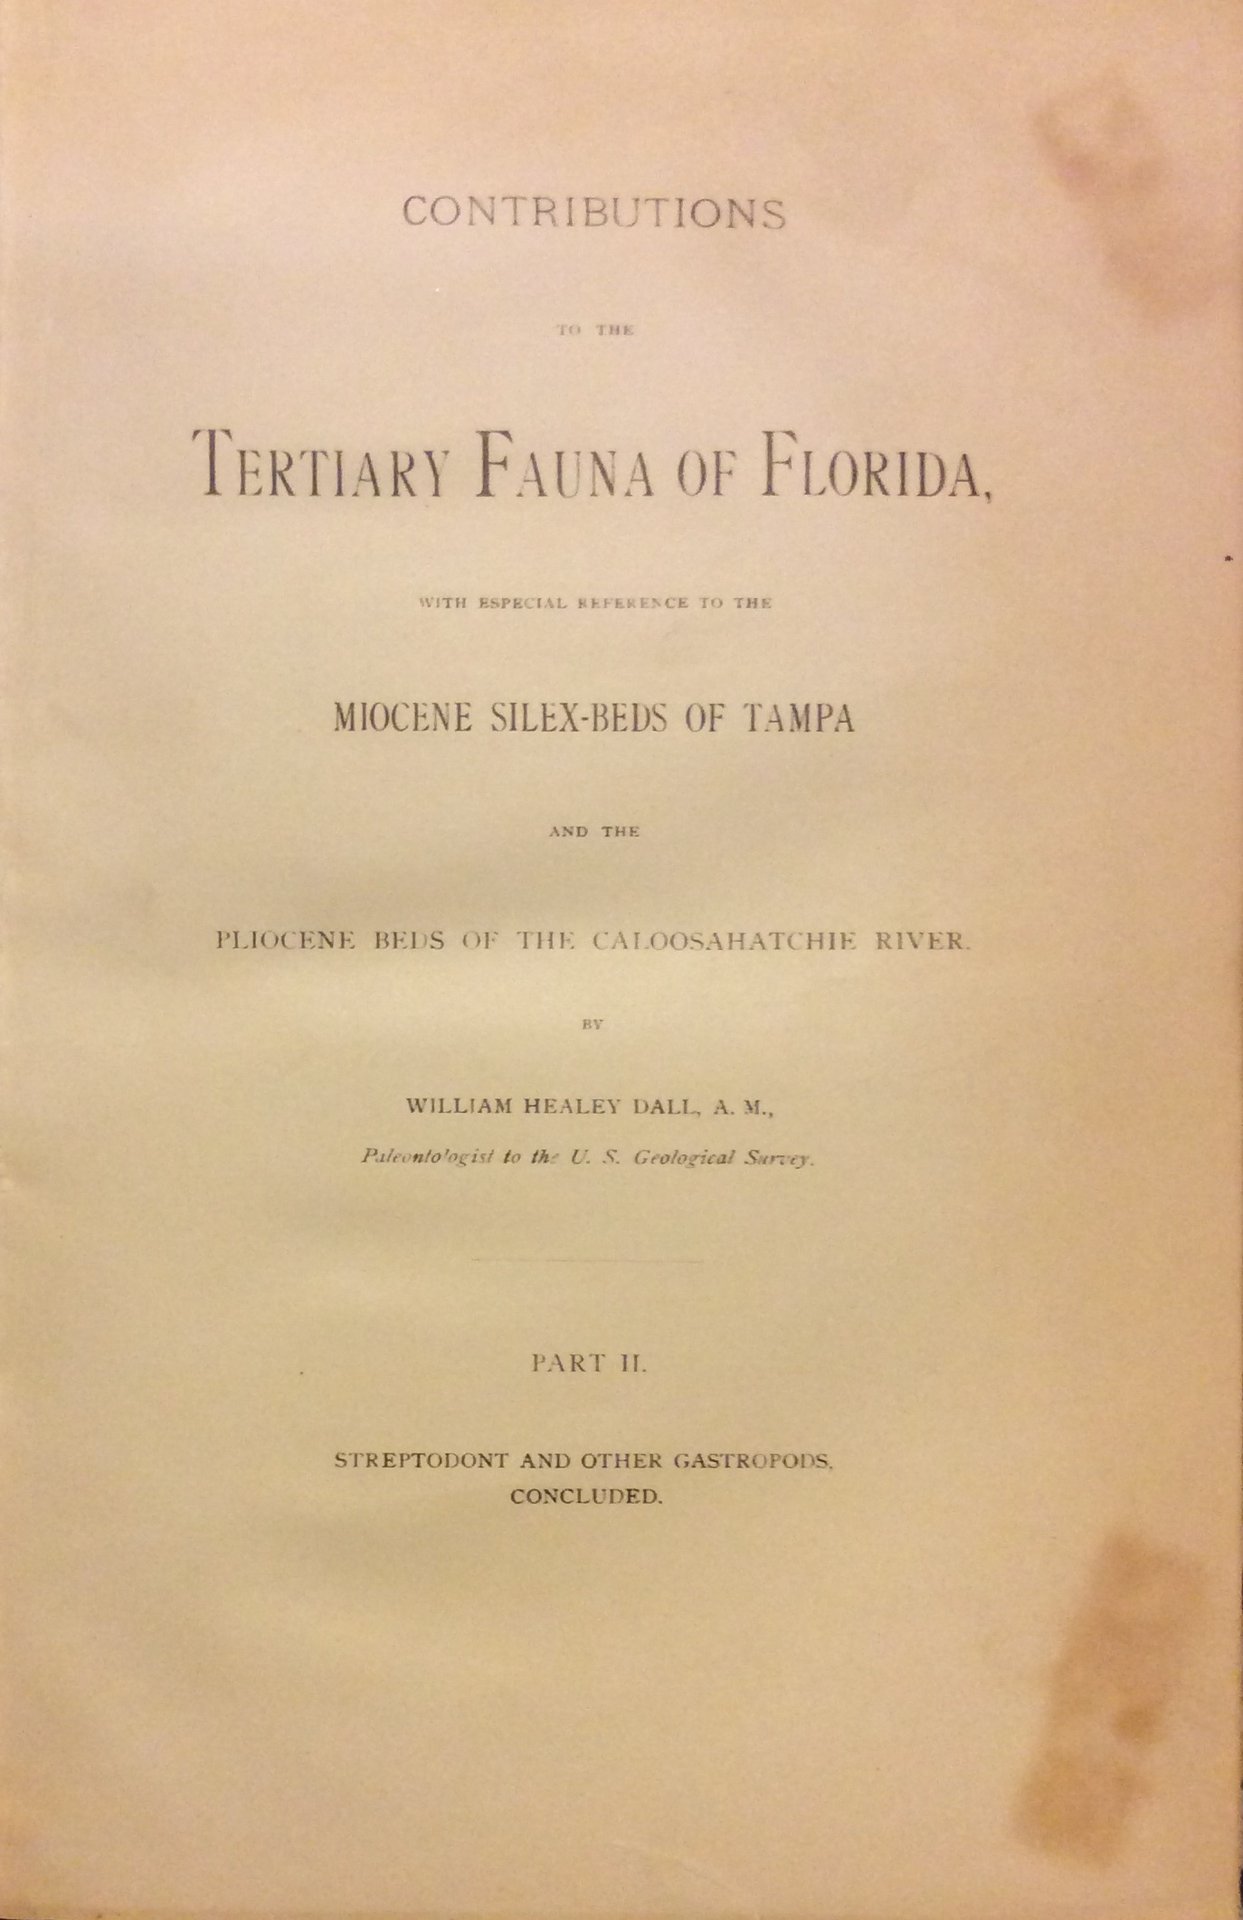 CONTRIBUTIONS
TO THE
TERTIARY FAUNA OF FLORIDA,
WITH ESPECIAL REFERENCE TO THE
MIOCENE SILEX-BEDS OF TAMPA
AND THE
PLIOCENE BEDS OF THE CALOOSAHATCHIE RIVER.
BY
WILLIAM HEALEY DALL, A. M.,
Paleontologist to the U. S. Geological Survey.
PART II.
STREPTODONT AND OTHER GASTROPODS,
CONCLUDED.